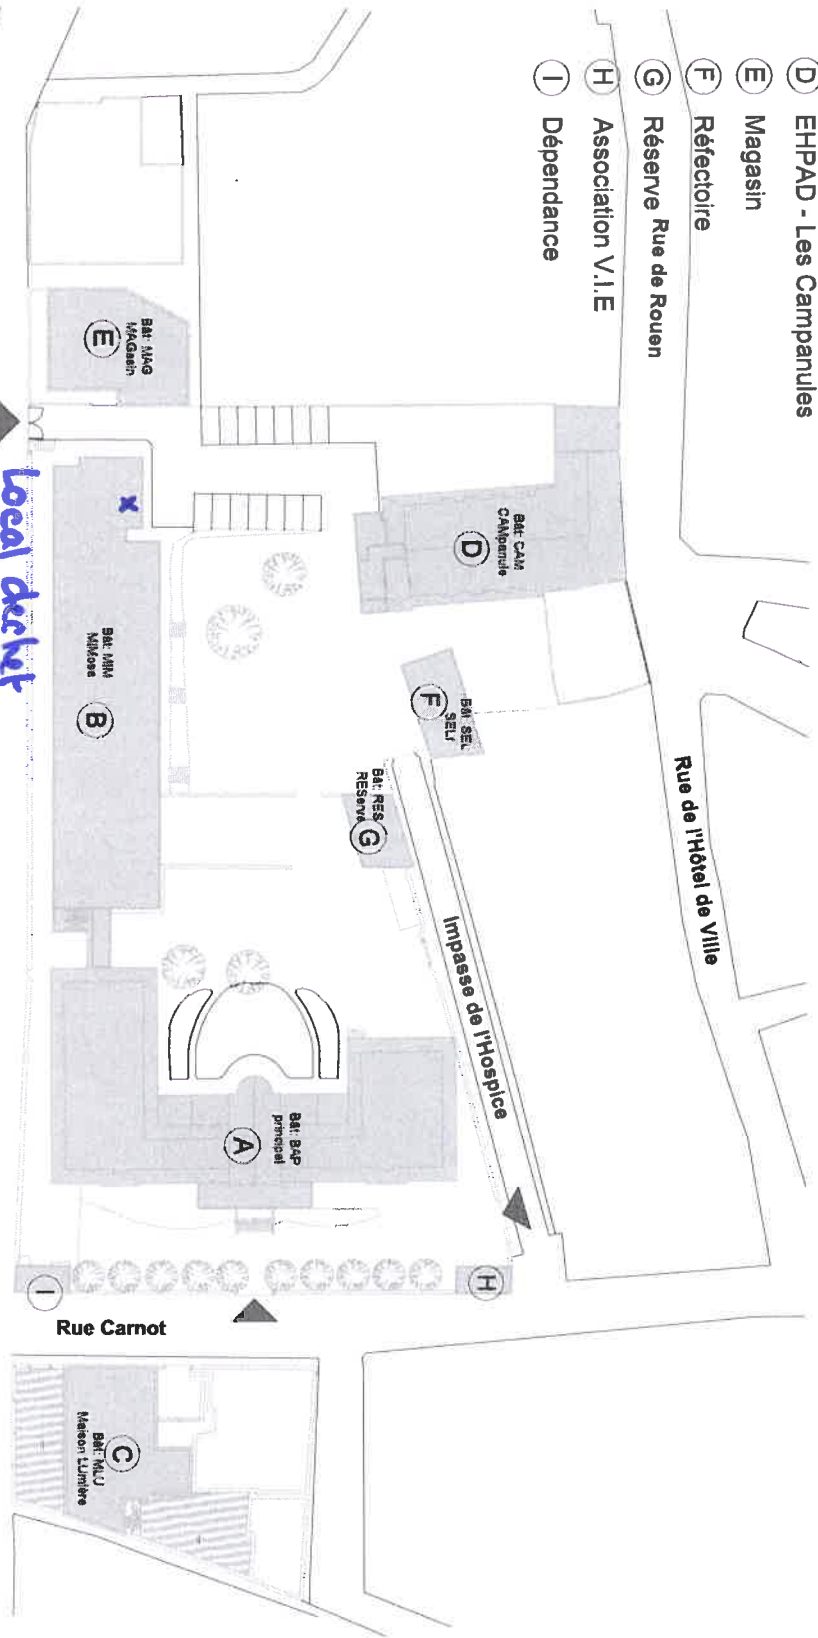 D EHPAD - Les Campanules
E Magasin
F Réfectoire
G Réserve
H Association V.I.E
I Dépendance
Rue de Rouen
Rue de l'Hôtel de Ville
Impasse de l'Hospice
Rue Carnot
Bât: MAG
MAGasin
E
Bât: CAM
CAMpanule
D
Bât: SEL
SELf
F
Bât: RES
REServe
G
Bât: MIM
MIMosa
B
Bât: BAP
principal
A
H
I
Bât: MLU
Maison LUmière
C
x
Local dechet